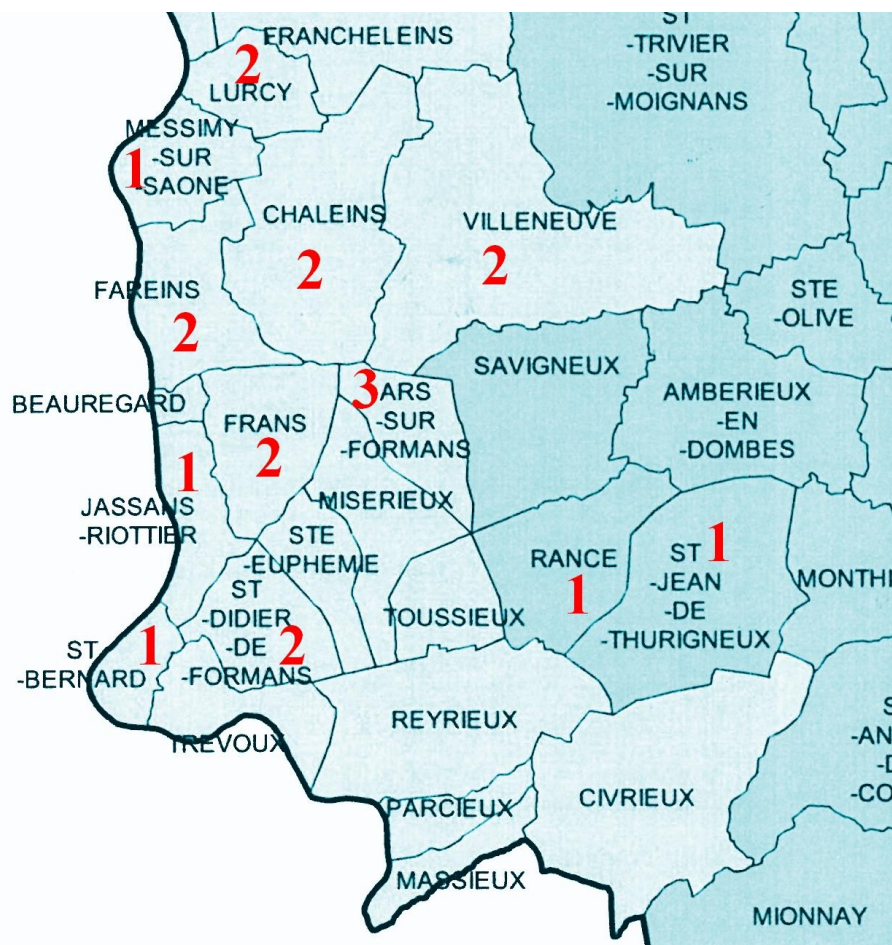 ST
-TRIVIER
-SUR
-MOIGNANS
FRANCHELEINS
2
LURCY
MESSIMY
-SUR
-SAONE
1
CHALEINS
2
VILLENEUVE
2
FAREINS
2
STE
-OLIVE
SAVIGNEUX
BEAUREGARD
3
ARS
-SUR
-FORMANS
AMBERIEUX
-EN
-DOMBES
FRANS
2
1
JASSANS
-RIOTTIER
MISERIEUX
STE
-EUPHEMIE
RANCE
1
ST
-JEAN
-DE
-THURIGNEUX
1
ST
-DIDIER
-DE
-FORMANS
2
TOUSSIEUX
ST
-BERNARD
1
TREVOUX
REYRIEUX
PARCIEUX
CIVRIEUX
MASSIEUX
MIONNAY